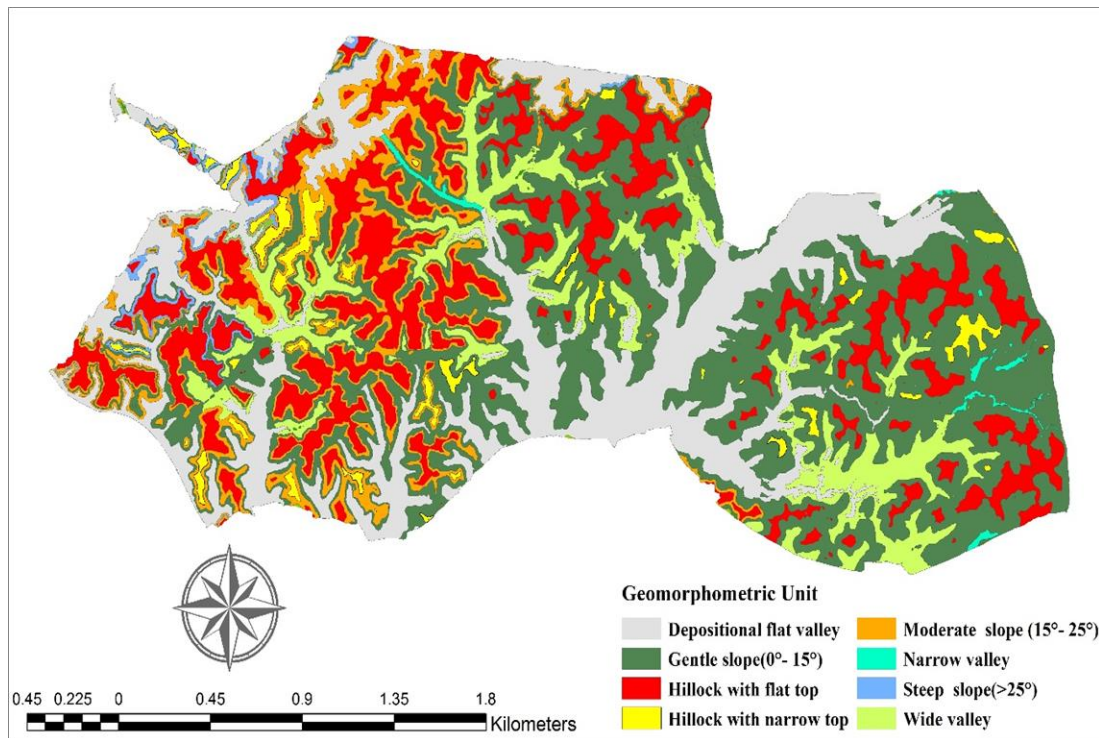 Geomorphometric Unit
Depositional flat valley
Gentle slope(0°- 15°)
Hillock with flat top
Hillock with narrow top
Moderate slope (15°- 25°)
Narrow valley
Steep slope(>25°)
Wide valley
0.45 0.225 0 0.45 0.9 1.35 1.8
Kilometers